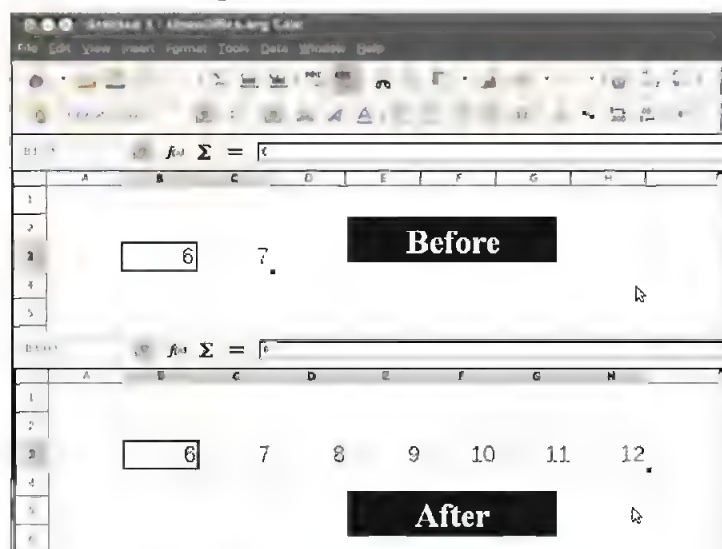 File Edit View Insert Format Tools Data Window Help
f(x) Σ =
A B C D E F G H
1
2
Before
3 6 7
4
5
f(x) Σ =
A B C D E F G H
1
2
3 6 7 8 9 10 11 12
4
5 After
6